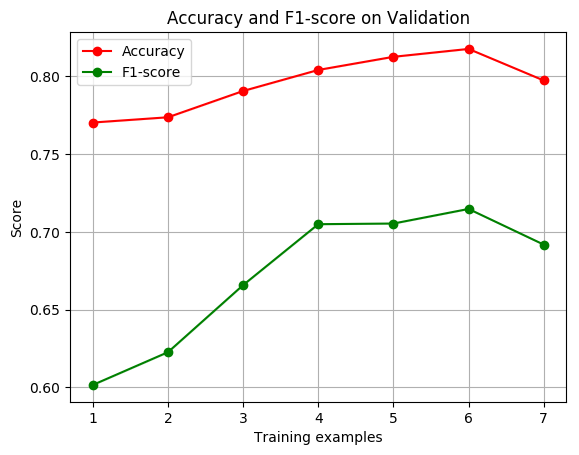 Accuracy and F1-score on Validation
Accuracy
F1-score
0.80
0.75
0.70
0.65
0.60
Score
1 2 3 4 5 6 7
Training examples